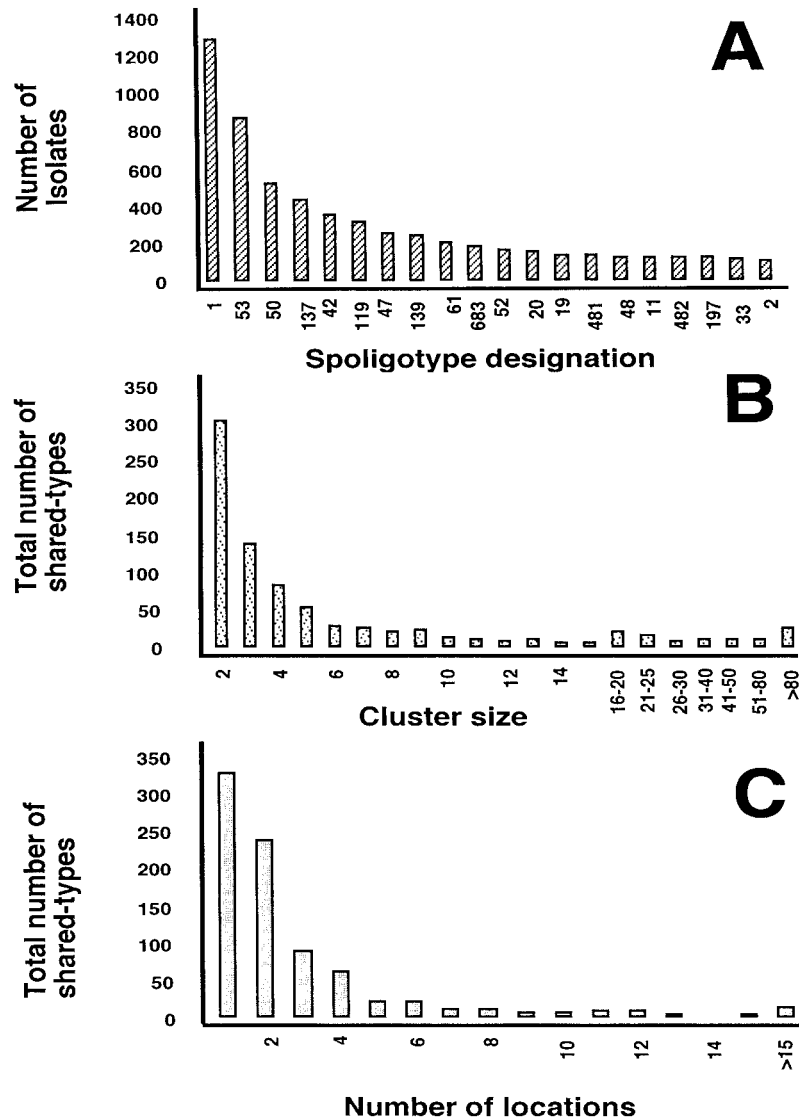 A
Number of
Isolates
1400
1200
1000
800
600
400
200
0
1 53 50 137 42 119 47 139 61 683 52 20 19 481 48 11 482 197 33 2
Spoligotype designation
B
Total number of
shared-types
350
300
250
200
150
100
50
0
2 4 6 8 10 12 14 16-20 21-25 26-30 31-40 41-50 51-80 >80
Cluster size
C
Total number of
shared-types
350
300
250
200
150
100
50
0
2 4 6 8 10 12 14 >15
Number of locations